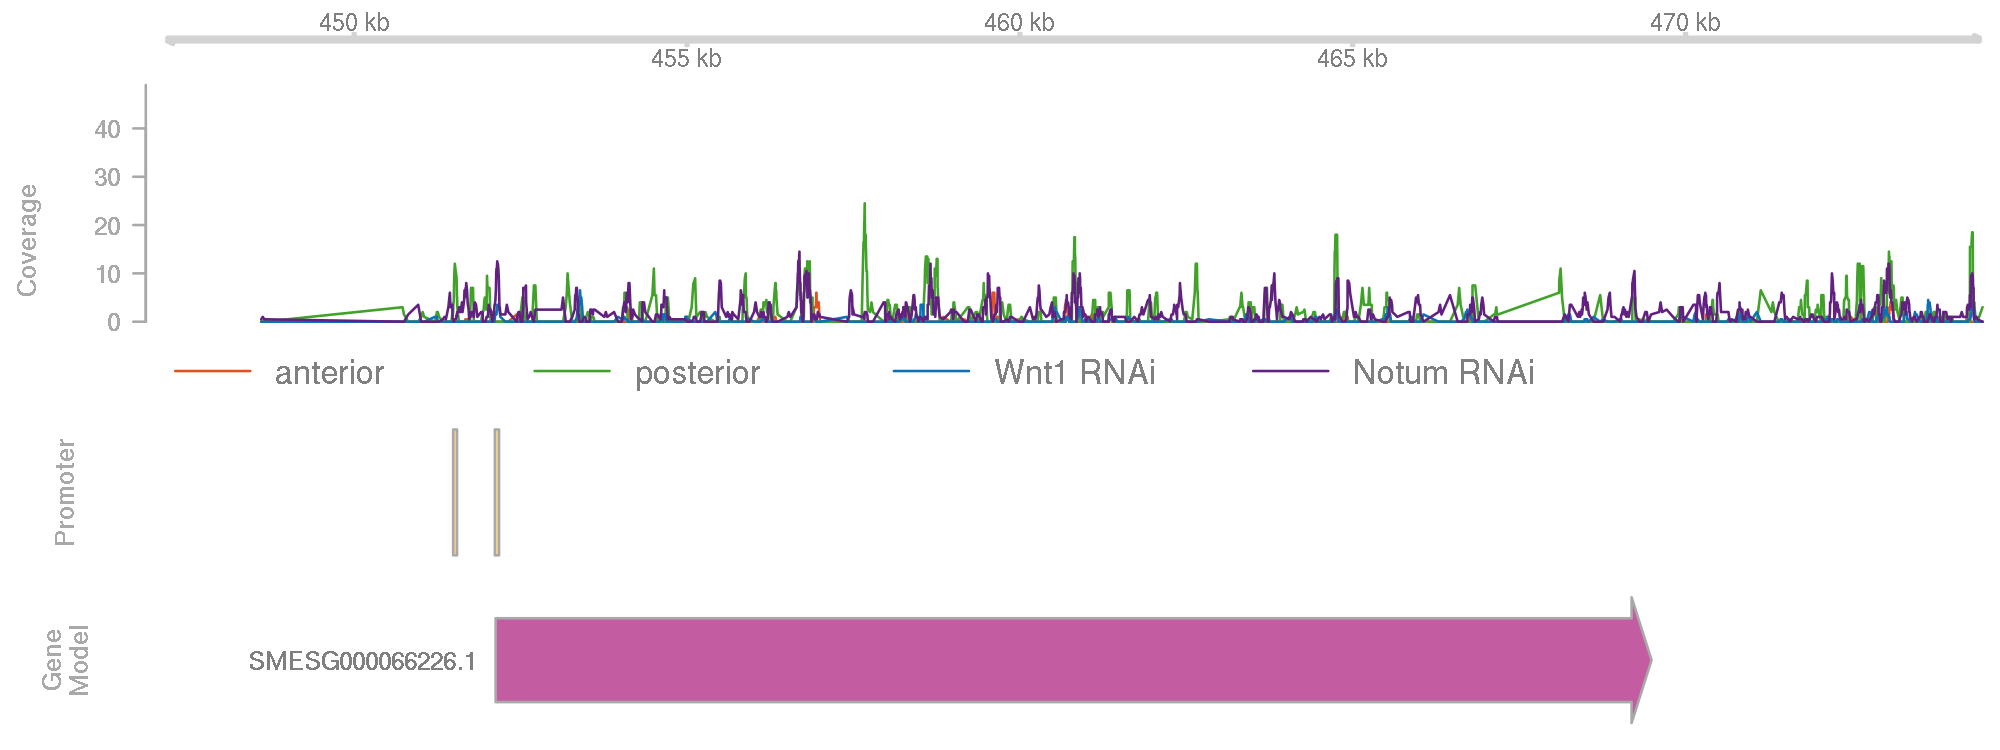 450 kb 460 kb 470 kb
455 kb 465 kb
Coverage
40
30
20
10
0
anterior posterior Wnt1 RNAi Notum RNAi
Promoter
Gene
Model
SMESG000066226.1